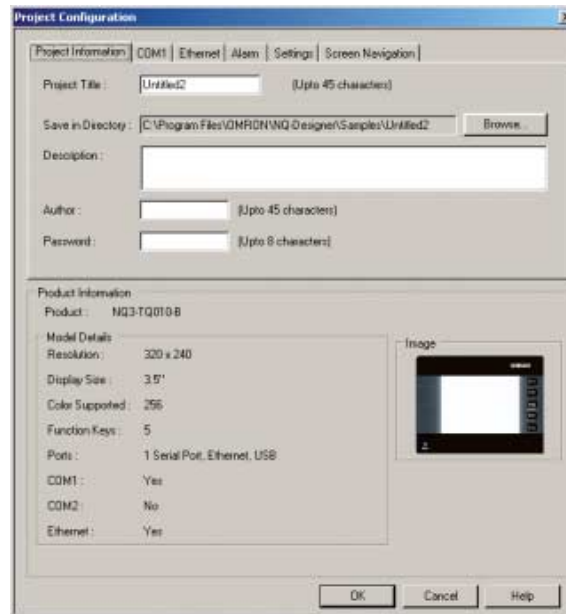 Project Configuration
Project Information COM1 Ethernet Alarm Settings Screen Navigation
Project Title : Untitled2 (Upto 45 characters)
Save in Directory : C:\Program Files\OMRON\NQ-Designer\Samples\Untitled2 Browse...
Description :
Author : (Upto 45 characters)
Password : (Upto 8 characters)
Product Information
Product : NQ3-TQ010-B
Model Details
Image
Resolution : 320 x 240
Display Size : 3.5"
Color Supported : 256
Function Keys : 5
Ports : 1 Serial Port, Ethernet, USB
COM1 : Yes
COM2 : No
Ethernet : Yes
OK Cancel Help